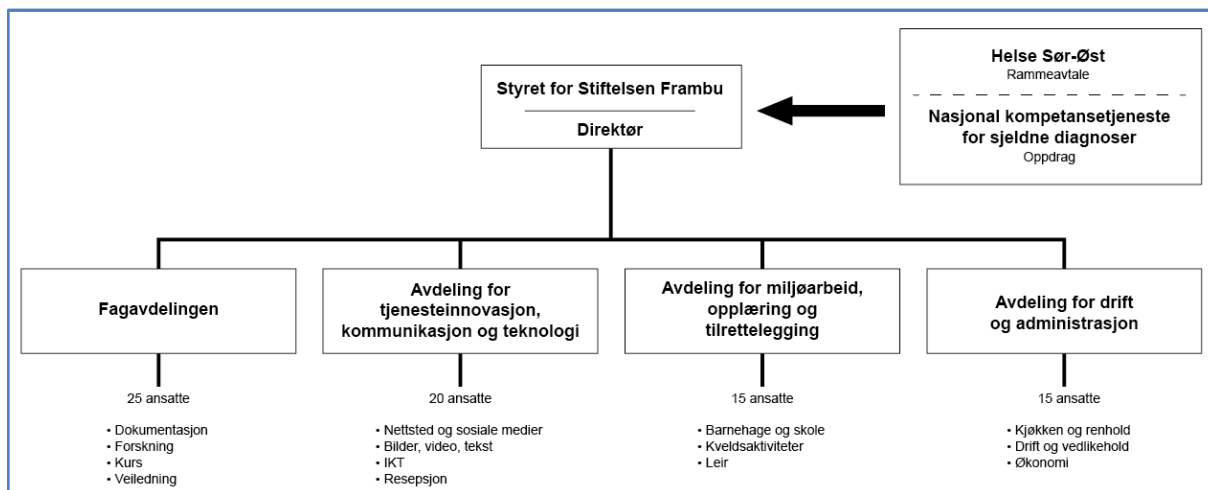 Helse Sør-Øst
Rammeavtale
Nasjonal kompetansetjeneste
for sjeldne diagnoser
Oppdrag
Styret for Stiftelsen Frambu
Direktør
Fagavdelingen
25 ansatte
• Dokumentasjon
• Forskning
• Kurs
• Veiledning
Avdeling for
tjenesteinnovasjon,
kommunikasjon og teknologi
20 ansatte
• Nettsted og sosiale medier
• Bilder, video, tekst
• IKT
• Resepsjon
Avdeling for miljøarbeid,
opplæring og
tilrettelegging
15 ansatte
• Barnehage og skole
• Kveldsaktiviteter
• Leir
Avdeling for drift
og administrasjon
15 ansatte
• Kjøkken og renhold
• Drift og vedlikehold
• Økonomi